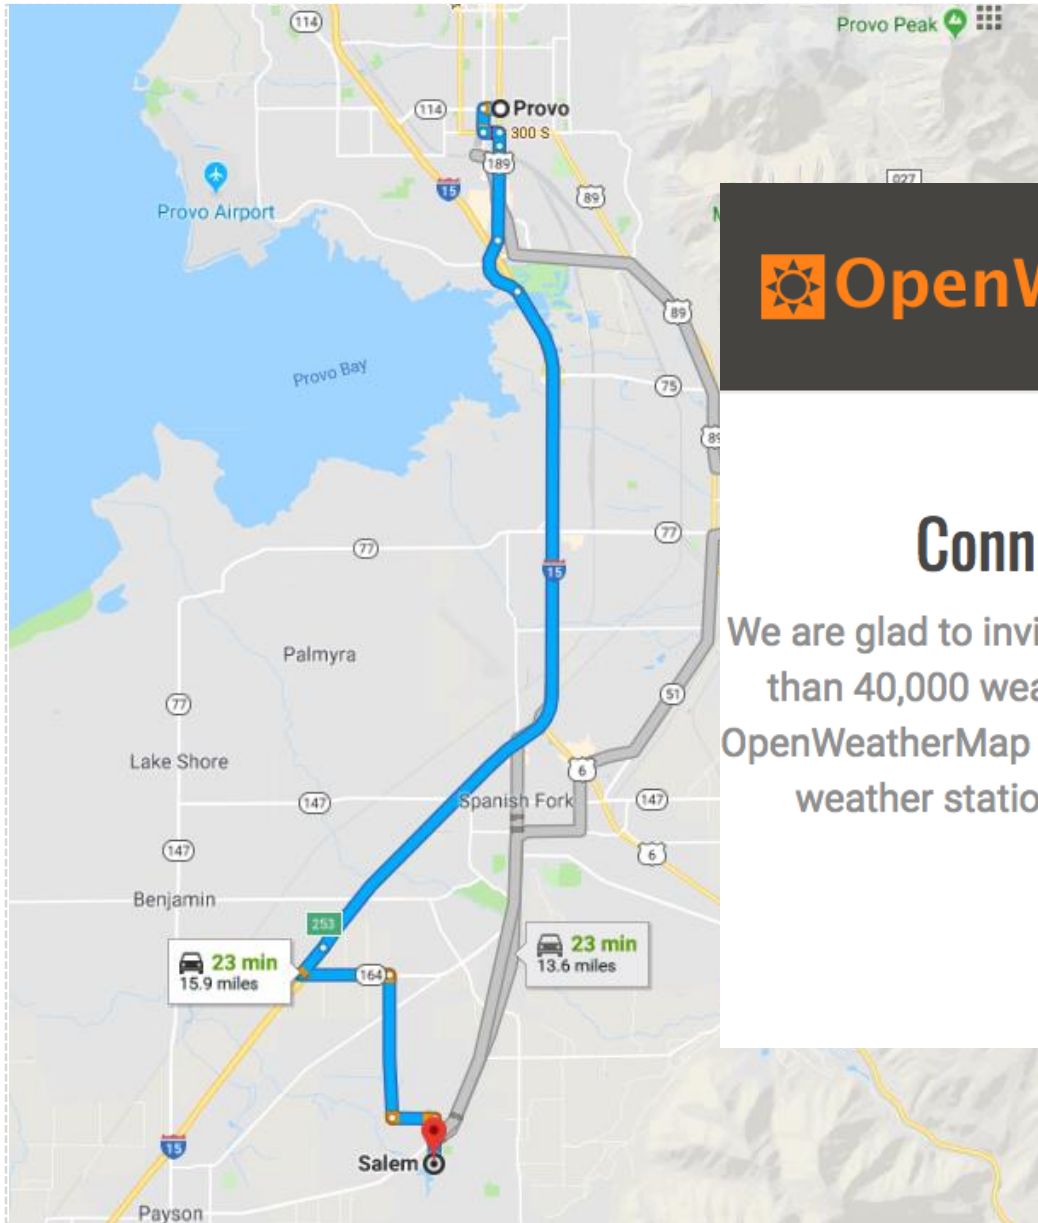 114
Provo Peak
114
Provo
300 S
189
027
15
89
Provo Airport
OpenW
89
Provo Bay
75
89
Conn
77
77
15
We are glad to invi
Palmyra
than 40,000 wea
51
77
OpenWeatherMap
Lake Shore
6
weather statio
147
Spanish Fork
147
147
6
Benjamin
253
23 min
15.9 miles
23 min
13.6 miles
164
15
Salem
Payson